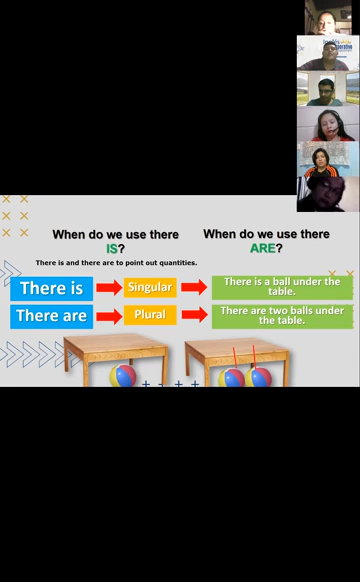 When do we use there
IS?
When do we use there
ARE?
There is and there are to point out quantities.
There is
Singular
There is a ball under the
table.
There are
Plural
There are two balls under
the table.